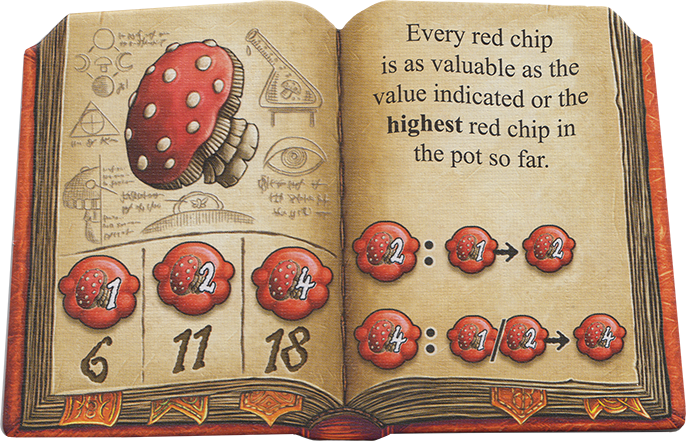 1
2
4
6
11
18
Every red chip
is as valuable as the
value indicated or the
highest red chip in
the pot so far.
2 : 1 → 2
4 : 1/2 → 4